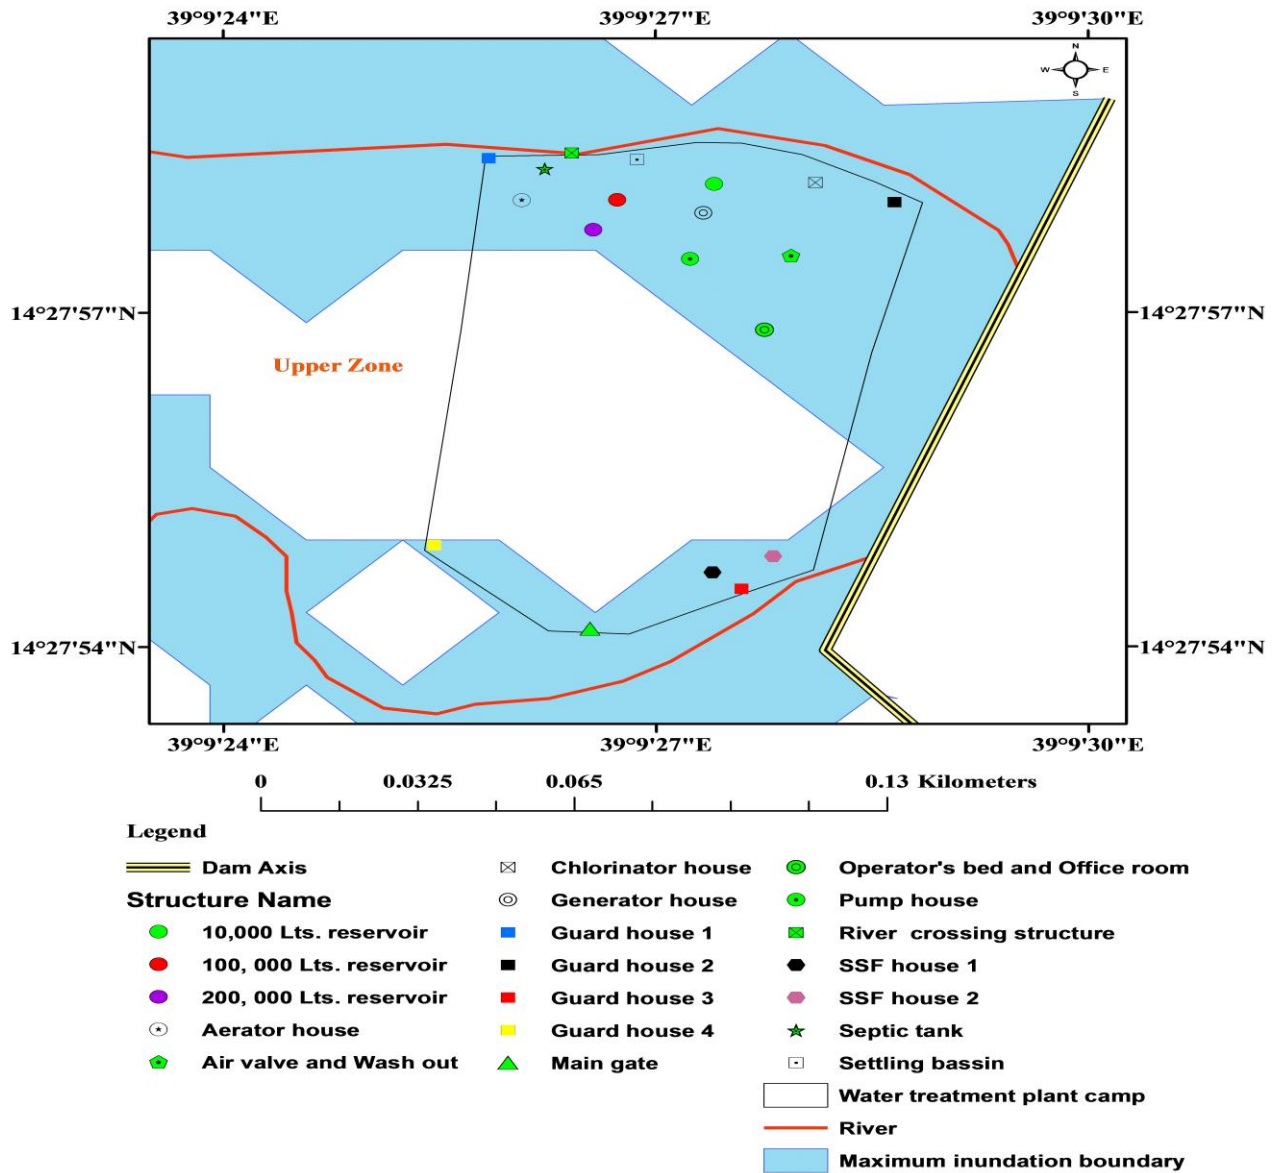 39°9'24"E 39°9'27"E 39°9'30"E
N
W E
S
14°27'57"N 14°27'57"N
Upper Zone
14°27'54"N 14°27'54"N
39°9'24"E 39°9'27"E 39°9'30"E
0 0.0325 0.065 0.13 Kilometers
Legend
Dam Axis
Structure Name
10,000 Lts. reservoir
100, 000 Lts. reservoir
200, 000 Lts. reservoir
Aerator house
Air valve and Wash out
Chlorinator house
Generator house
Guard house 1
Guard house 2
Guard house 3
Guard house 4
Main gate
Operator's bed and Office room
Pump house
River crossing structure
SSF house 1
SSF house 2
Septic tank
Settling bassin
Water treatment plant camp
River
Maximum inundation boundary